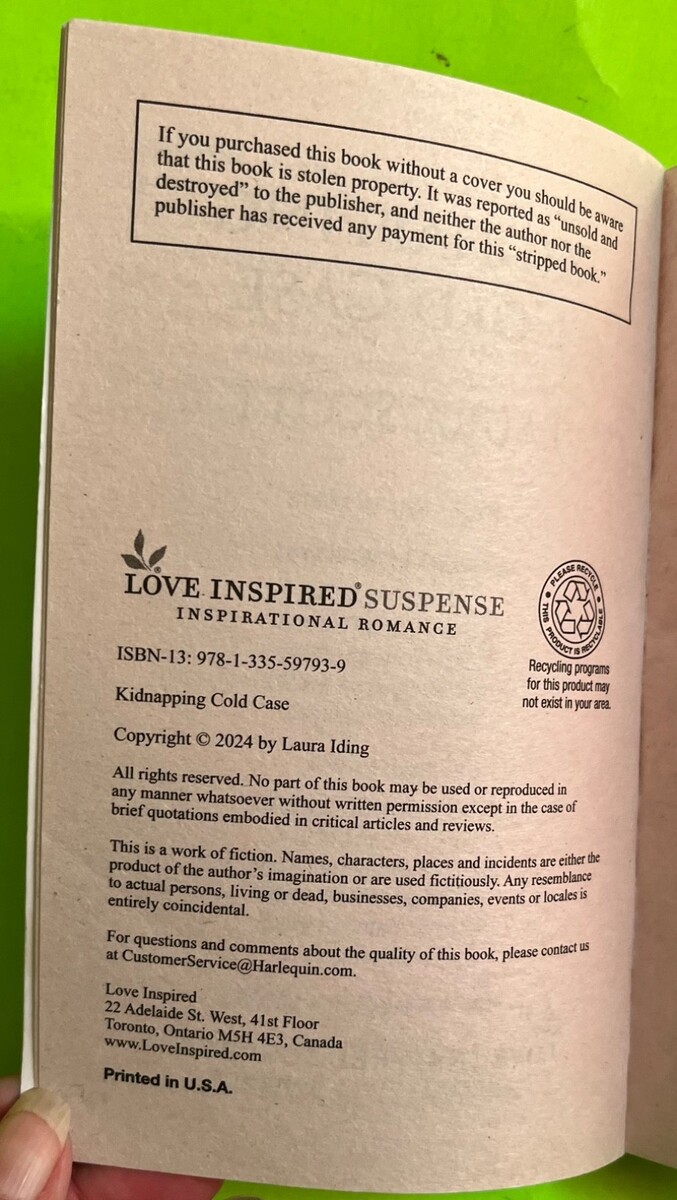 If you purchased this book without a cover you should be aware
that this book is stolen property. It was reported as “unsold and
destroyed” to the publisher, and neither the author nor the
publisher has received any payment for this “stripped book.”
LOVE INSPIRED® SUSPENSE
INSPIRATIONAL ROMANCE
PLEASE RECYCLE
THIS PRODUCT IS RECYCLABLE
Recycling programs
for this product may
not exist in your area.
ISBN-13: 978-1-335-59793-9
Kidnapping Cold Case
Copyright © 2024 by Laura Iding
All rights reserved. No part of this book may be used or reproduced in
any manner whatsoever without written permission except in the case of
brief quotations embodied in critical articles and reviews.
This is a work of fiction. Names, characters, places and incidents are either the
product of the author’s imagination or are used fictitiously. Any resemblance
to actual persons, living or dead, businesses, companies, events or locales is
entirely coincidental.
For questions and comments about the quality of this book, please contact us
at CustomerService@Harlequin.com.
Love Inspired
22 Adelaide St. West, 41st Floor
Toronto, Ontario M5H 4E3, Canada
www.LoveInspired.com
Printed in U.S.A.